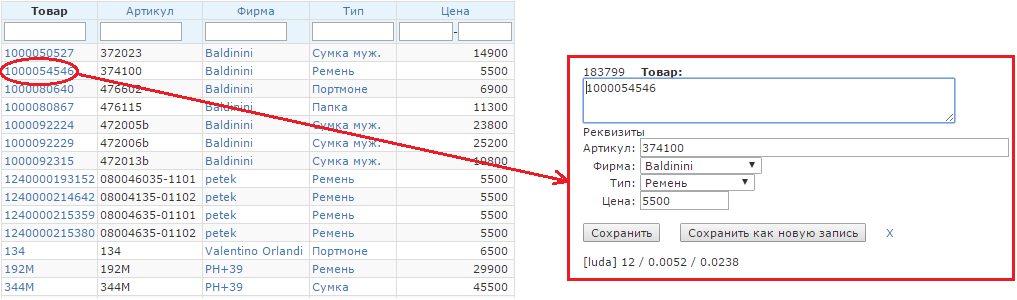 Товар Артикул Фирма Тип Цена
-
1000050527 372023 Baldinini Сумка муж. 14900
1000054546 374100 Baldinini Ремень 5500
1000080640 476602 Baldinini Портмоне 6900
1000080867 476115 Baldinini Папка 11300
1000092224 472005b Baldinini Сумка муж. 23800
1000092229 472006b Baldinini Сумка муж. 25200
1000092315 472013b Baldinini Сумка муж. 19800
1240000193152 080046035-1101 petek Ремень 5500
1240000214642 08004135-01102 petek Ремень 5500
1240000215359 08004635-01101 petek Ремень 5500
1240000215380 08004635-01102 petek Ремень 5500
134 134 Valentino Orlandi Портмоне 6500
192M 192M PH+39 Ремень 29900
344M 344M PH+39 Сумка 45500
183799 Товар:
1000054546
Реквизиты
Артикул: 374100
Фирма: Baldinini
Тип: Ремень
Цена: 5500
Сохранить Сохранить как новую запись X
[luda] 12 / 0.0052 / 0.0238